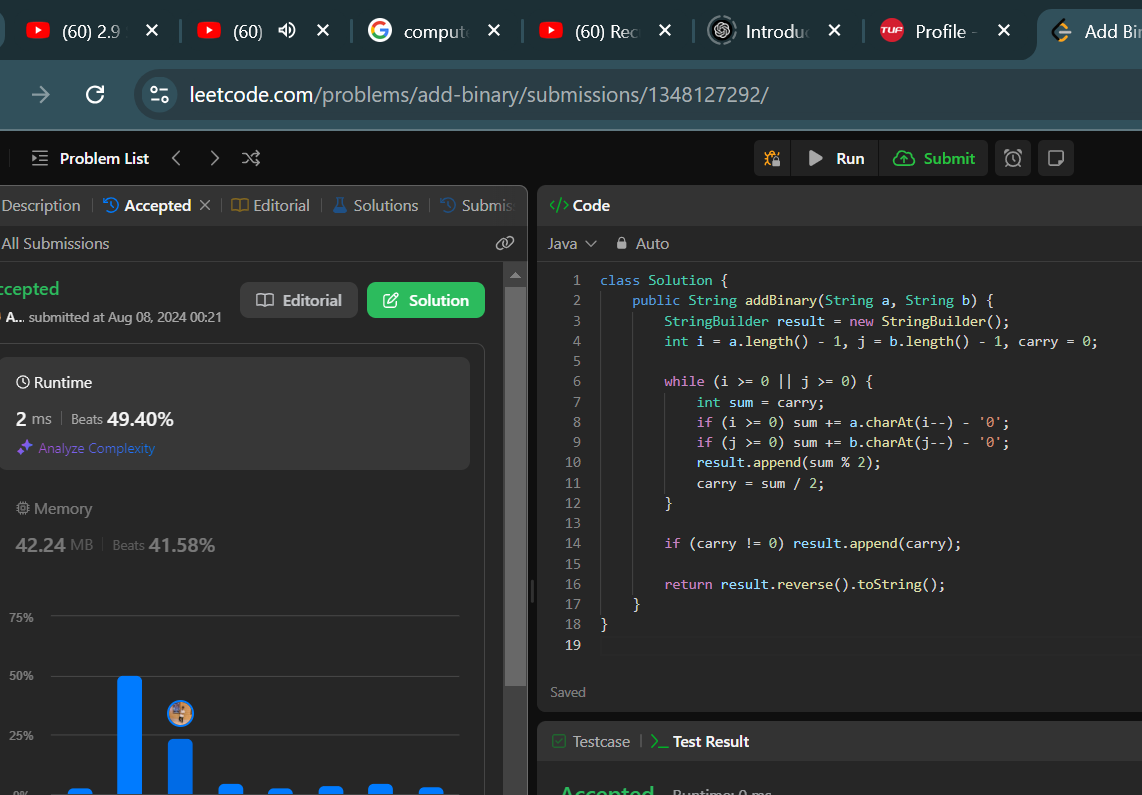 (60) 2.9
(60)
compute
(60) Rec
Introduc
TUF
Profile -
Add Bin
leetcode.com/problems/add-binary/submissions/1348127292/
Problem List
Run
Submit
Description
Accepted
Editorial
Solutions
Submiss
</> Code
All Submissions
Java
Auto
ccepted
A... submitted at Aug 08, 2024 00:21
Editorial
Solution
Runtime
2 ms | Beats 49.40%
Analyze Complexity
Memory
42.24 MB | Beats 41.58%
75%
50%
25%
0%
1 class Solution {
2 public String addBinary(String a, String b) {
3 StringBuilder result = new StringBuilder();
4 int i = a.length() - 1, j = b.length() - 1, carry = 0;
5
6 while (i >= 0 || j >= 0) {
7 int sum = carry;
8 if (i >= 0) sum += a.charAt(i--) - '0';
9 if (j >= 0) sum += b.charAt(j--) - '0';
10 result.append(sum % 2);
11 carry = sum / 2;
12 }
13
14 if (carry != 0) result.append(carry);
15
16 return result.reverse().toString();
17 }
18 }
19
Saved
Testcase
Test Result
Accepted
Runtime: 0 ms